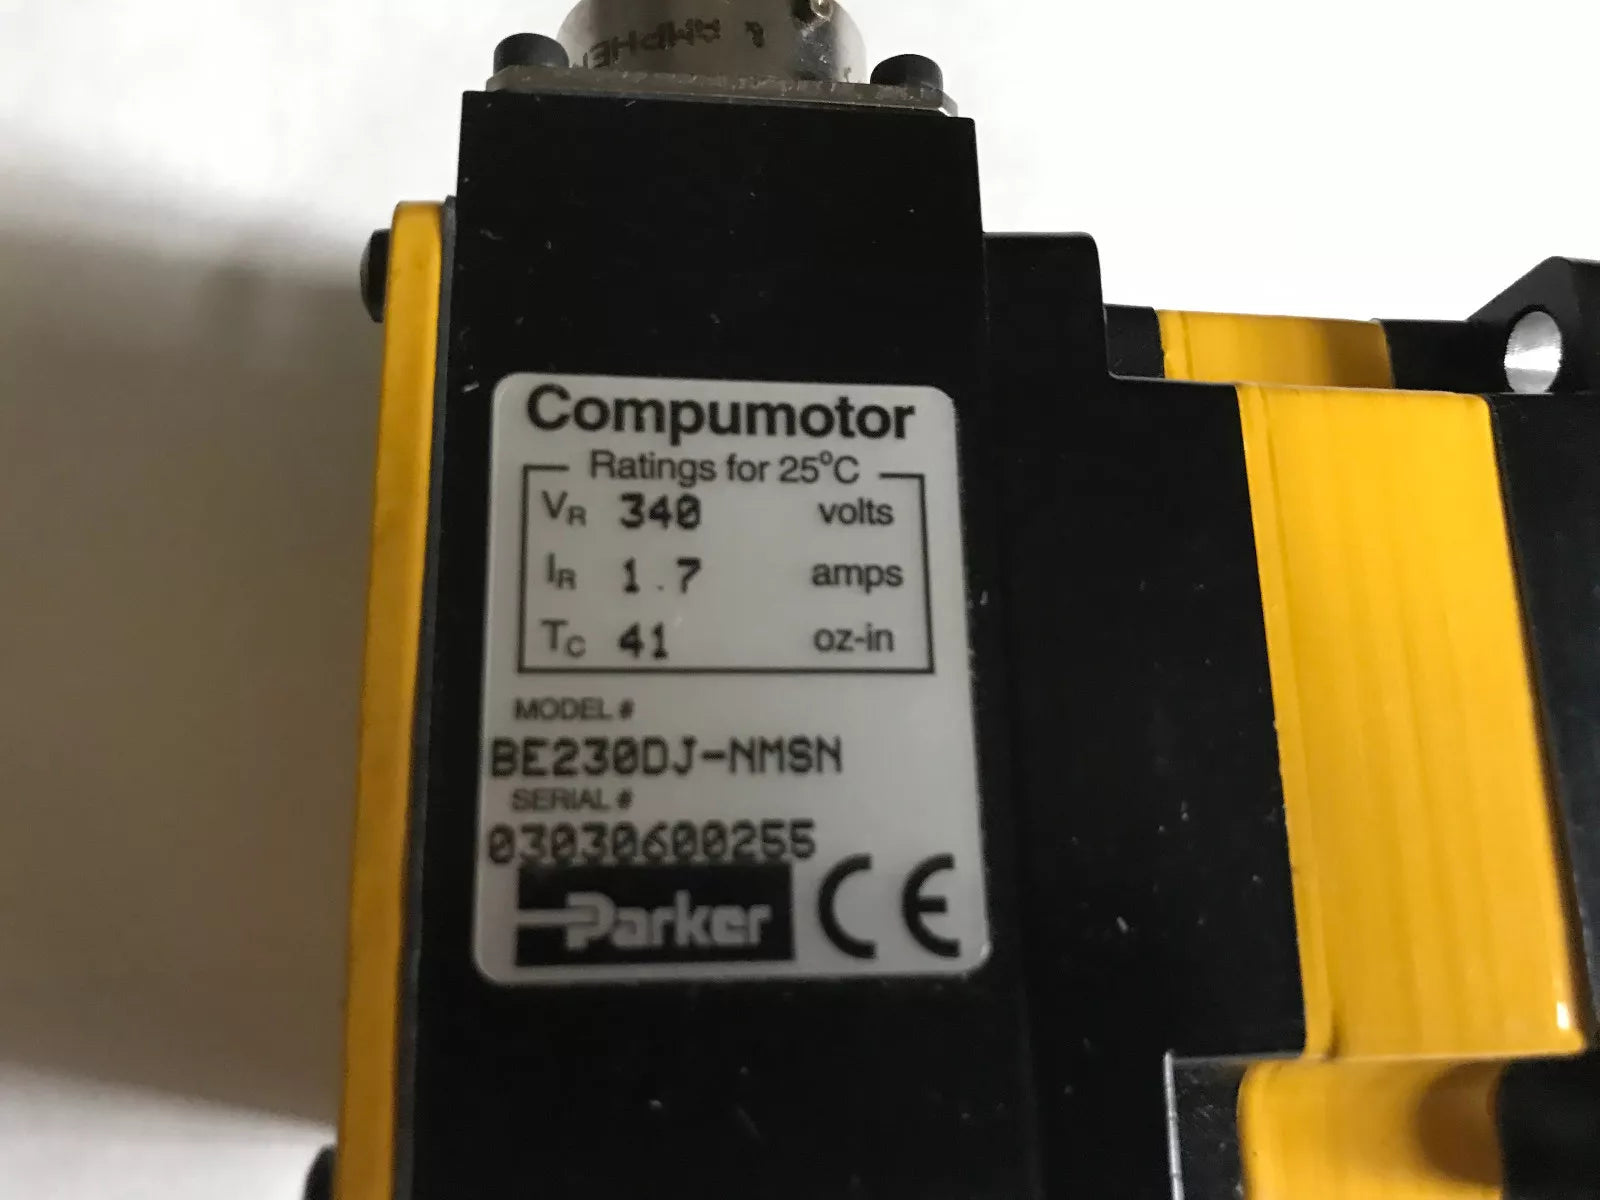 AMPHE
Compumotor
Ratings for 25°C
VR 340 volts
IR 1.7 amps
TC 41 oz-in
MODEL #
BE230DJ-NMSN
SERIAL #
03030600255
Parker CE